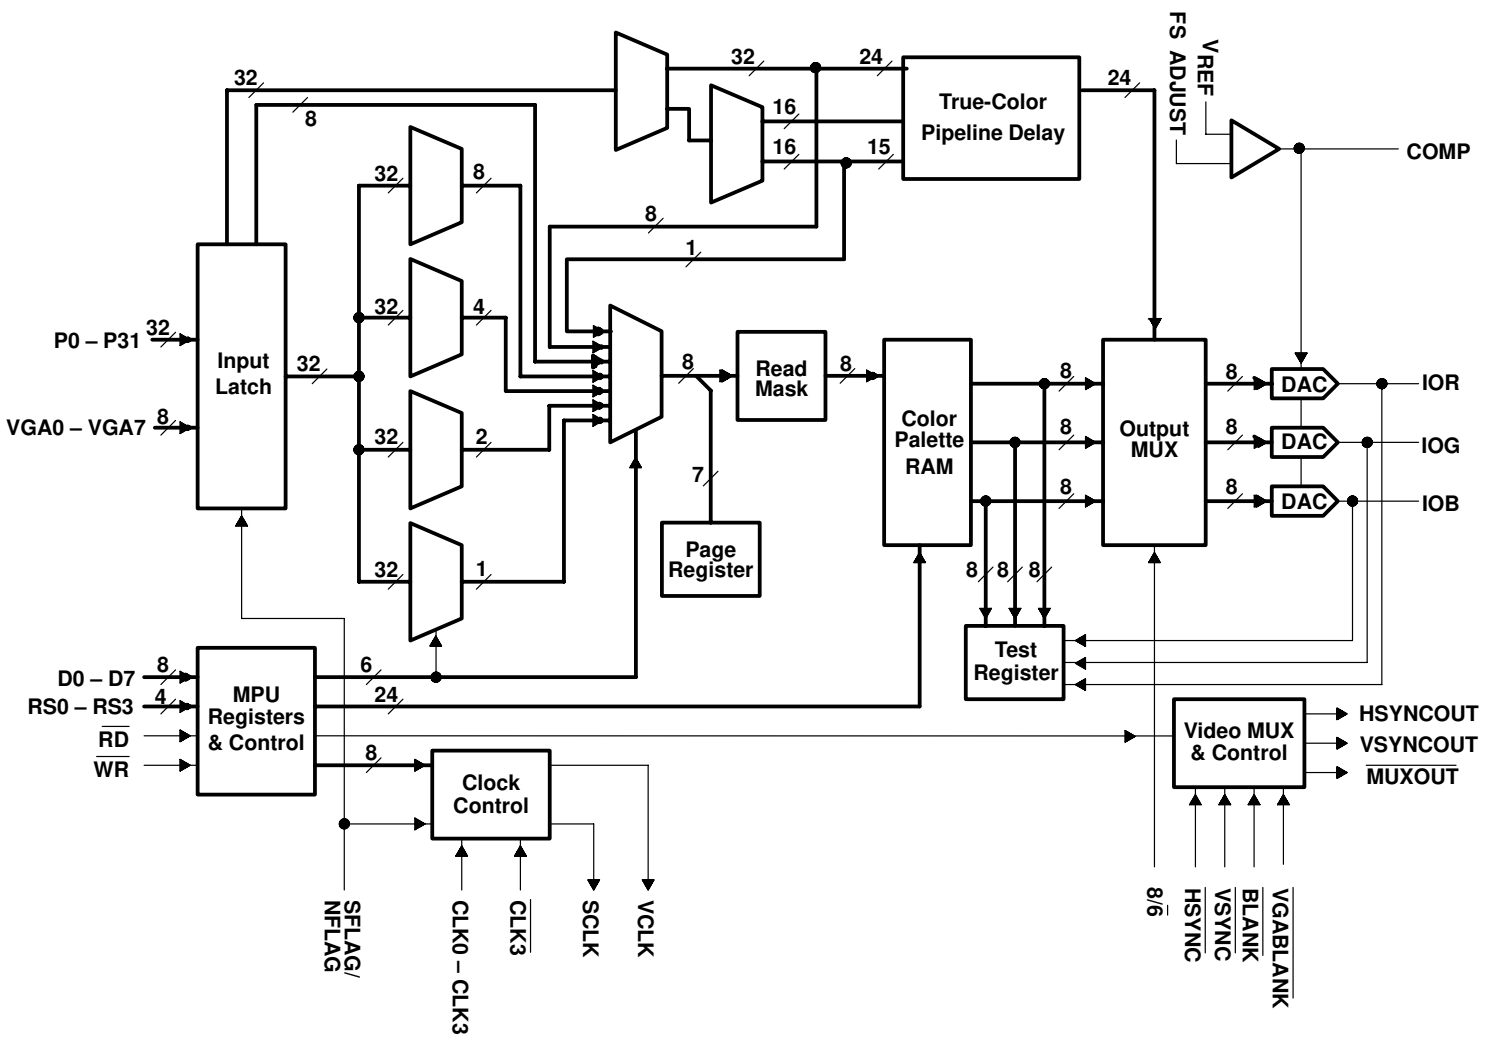 FS ADJUST
VREF
32
24
24
32
True-Color
Pipeline Delay
8
16
COMP
16
15
32
8
8
1
32
4
P0 – P31
32
Input
Latch
32
8
Read
Mask
8
8
8
DAC
IOR
VGA0 – VGA7
8
Color
Palette
RAM
8
Output
MUX
8
DAC
IOG
32
2
7
8
8
DAC
IOB
Page
Register
32
1
8
8
8
Test
Register
D0 – D7
8
6
RS0 – RS3
4
24
MPU
Registers
& Control
RD
WR
8
Clock
Control
Video MUX
& Control
HSYNCOUT
VSYNCOUT
MUXOUT
SFLAG/
NFLAG
CLK0 – CLK3
CLK3
SCLK
VCLK
8/6
HSYNC
VSYNC
BLANK
VGABLANK